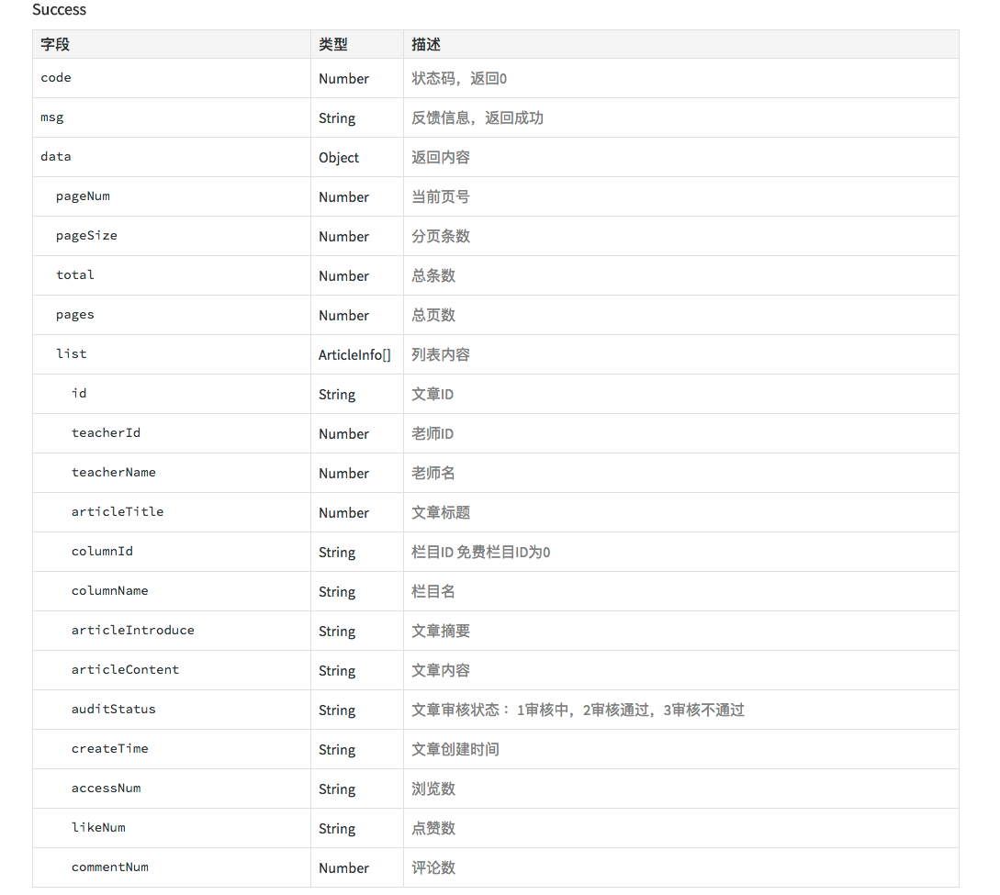 Success
字段 类型 描述
code Number 状态码，返回0
msg String 反馈信息，返回成功
data Object 返回内容
pageNum Number 当前页号
pageSize Number 分页条数
total Number 总条数
pages Number 总页数
list ArticleInfo[] 列表内容
id String 文章ID
teacherId Number 老师ID
teacherName Number 老师名
articleTitle Number 文章标题
columnId String 栏目ID 免费栏目ID为0
columnName String 栏目名
articleIntroduce String 文章摘要
articleContent String 文章内容
auditStatus String 文章审核状态：1审核中，2审核通过，3审核不通过
createTime String 文章创建时间
accessNum String 浏览数
likeNum String 点赞数
commentNum Number 评论数